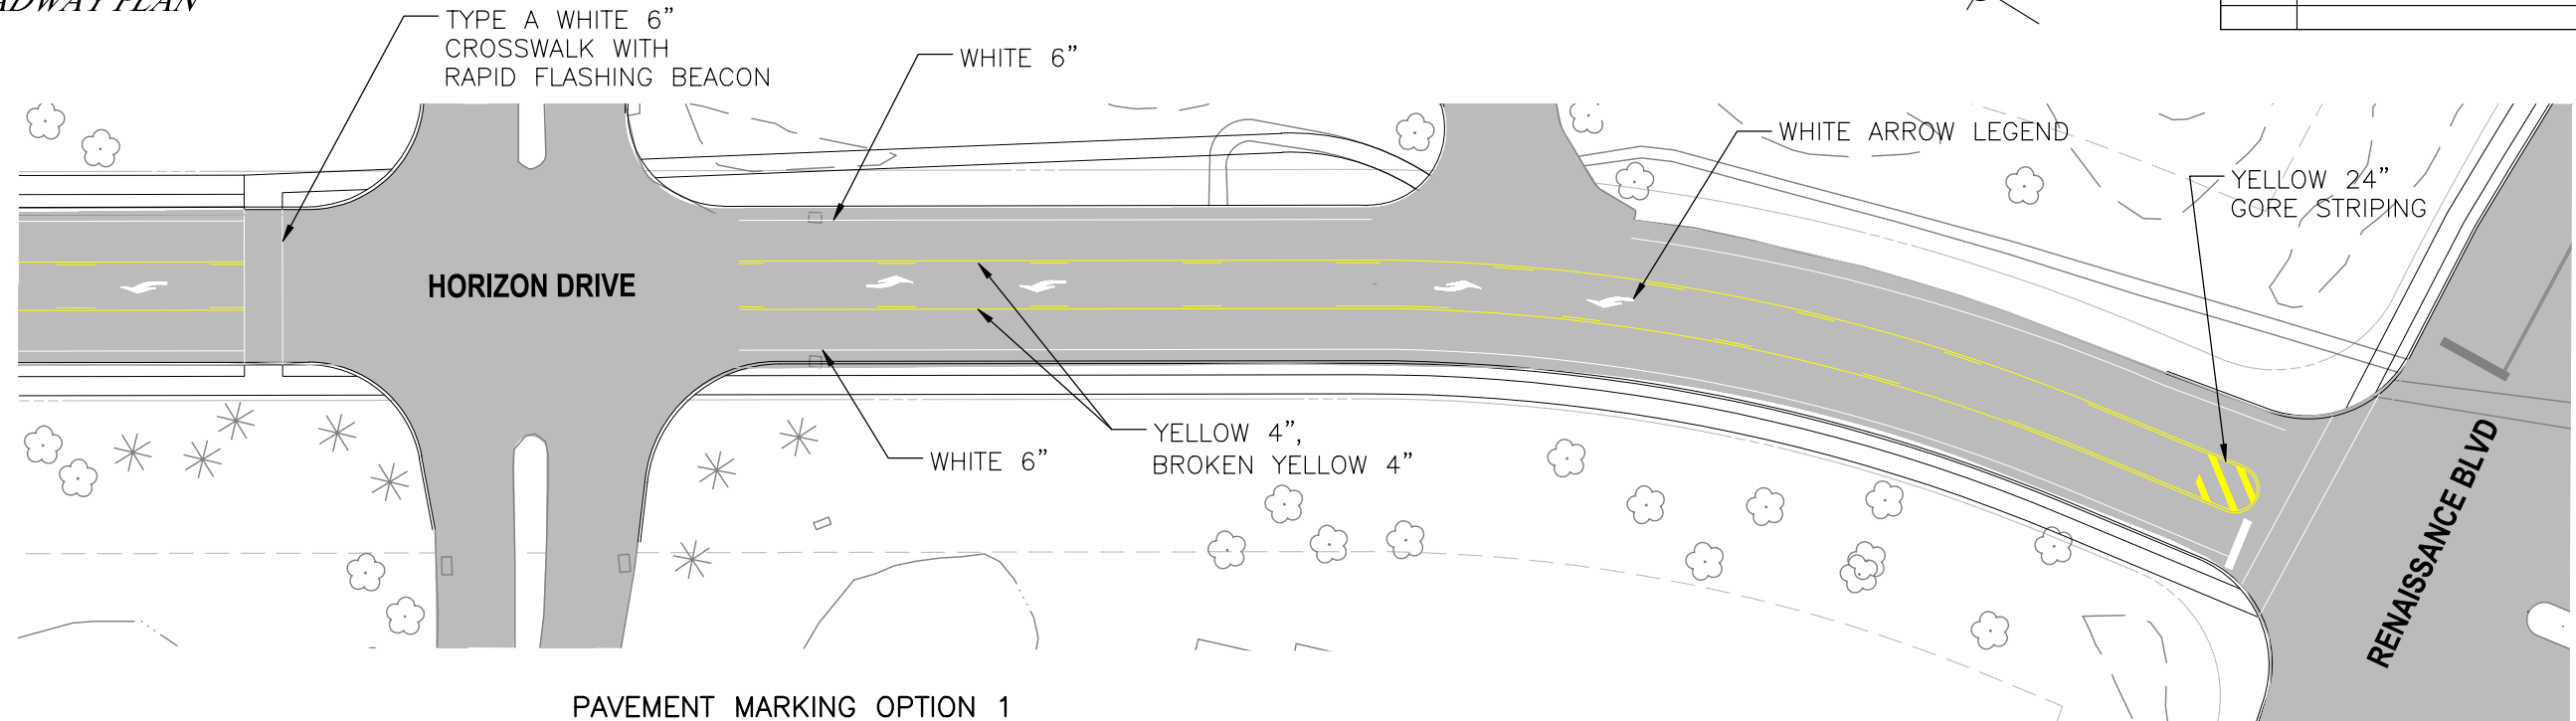 TYPE A WHITE 6"
CROSSWALK WITH
RAPID FLASHING BEACON
WHITE 6"
WHITE ARROW LEGEND
YELLOW 24"
GORE STRIPING
HORIZON DRIVE
YELLOW 4",
BROKEN YELLOW 4"
WHITE 6"
RENAISSANCE BLVD
PAVEMENT MARKING OPTION 1